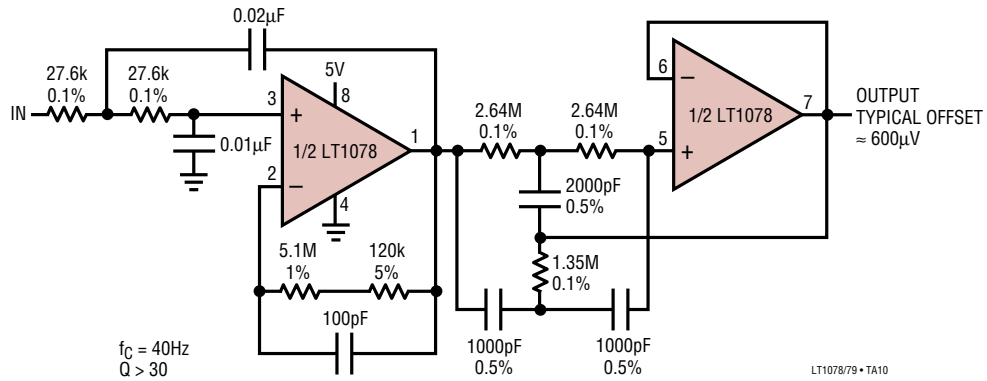 0.02µF
27.6k
0.1%
27.6k
0.1%
IN
0.01µF
3
+
2
–
5V
8
1/2 LT1078
1
4
5.1M
1%
120k
5%
100pF
fC = 40Hz
Q > 30
2.64M
0.1%
2.64M
0.1%
2000pF
0.5%
1.35M
0.1%
1000pF
0.5%
1000pF
0.5%
6
–
5
+
1/2 LT1078
7
OUTPUT
TYPICAL OFFSET
≈ 600µV
LT1078/79 • TA10